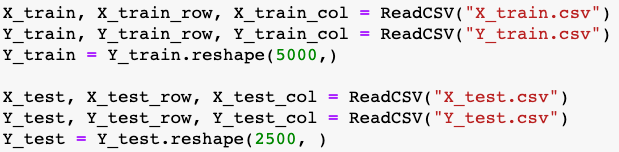 X_train, X_train_row, X_train_col = ReadCSV("X_train.csv")
Y_train, Y_train_row, Y_train_col = ReadCSV("Y_train.csv")
Y_train = Y_train.reshape(5000,)
X_test, X_test_row, X_test_col = ReadCSV("X_test.csv")
Y_test, Y_test_row, Y_test_col = ReadCSV("Y_test.csv")
Y_test = Y_test.reshape(2500, )